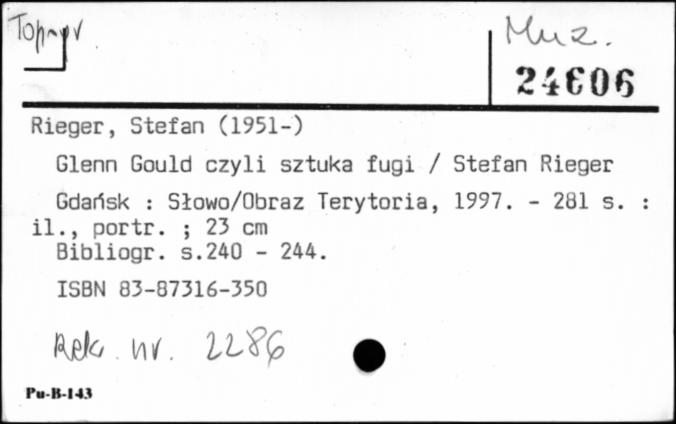 Muz.
24606
Rieger, Stefan (1951-)
Glenn Gould czyli sztuka fugi / Stefan Rieger
Gdańsk : Słowo/Obraz Terytoria, 1997. - 281 s. :
il., portr. ; 23 cm
Bibliogr. s.240 - 244.
ISBN 83-87316-350
Rek. nr. 2286
Pu-B-143